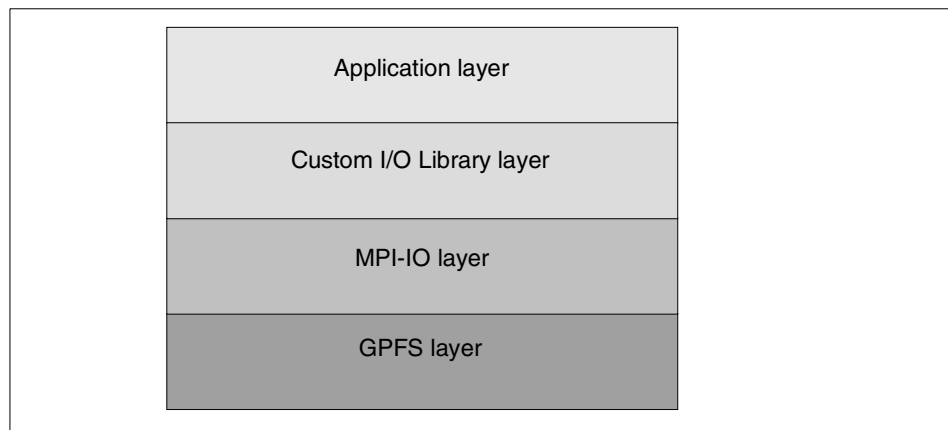 Application layer
Custom I/O Library layer
MPI-IO layer
GPFS layer